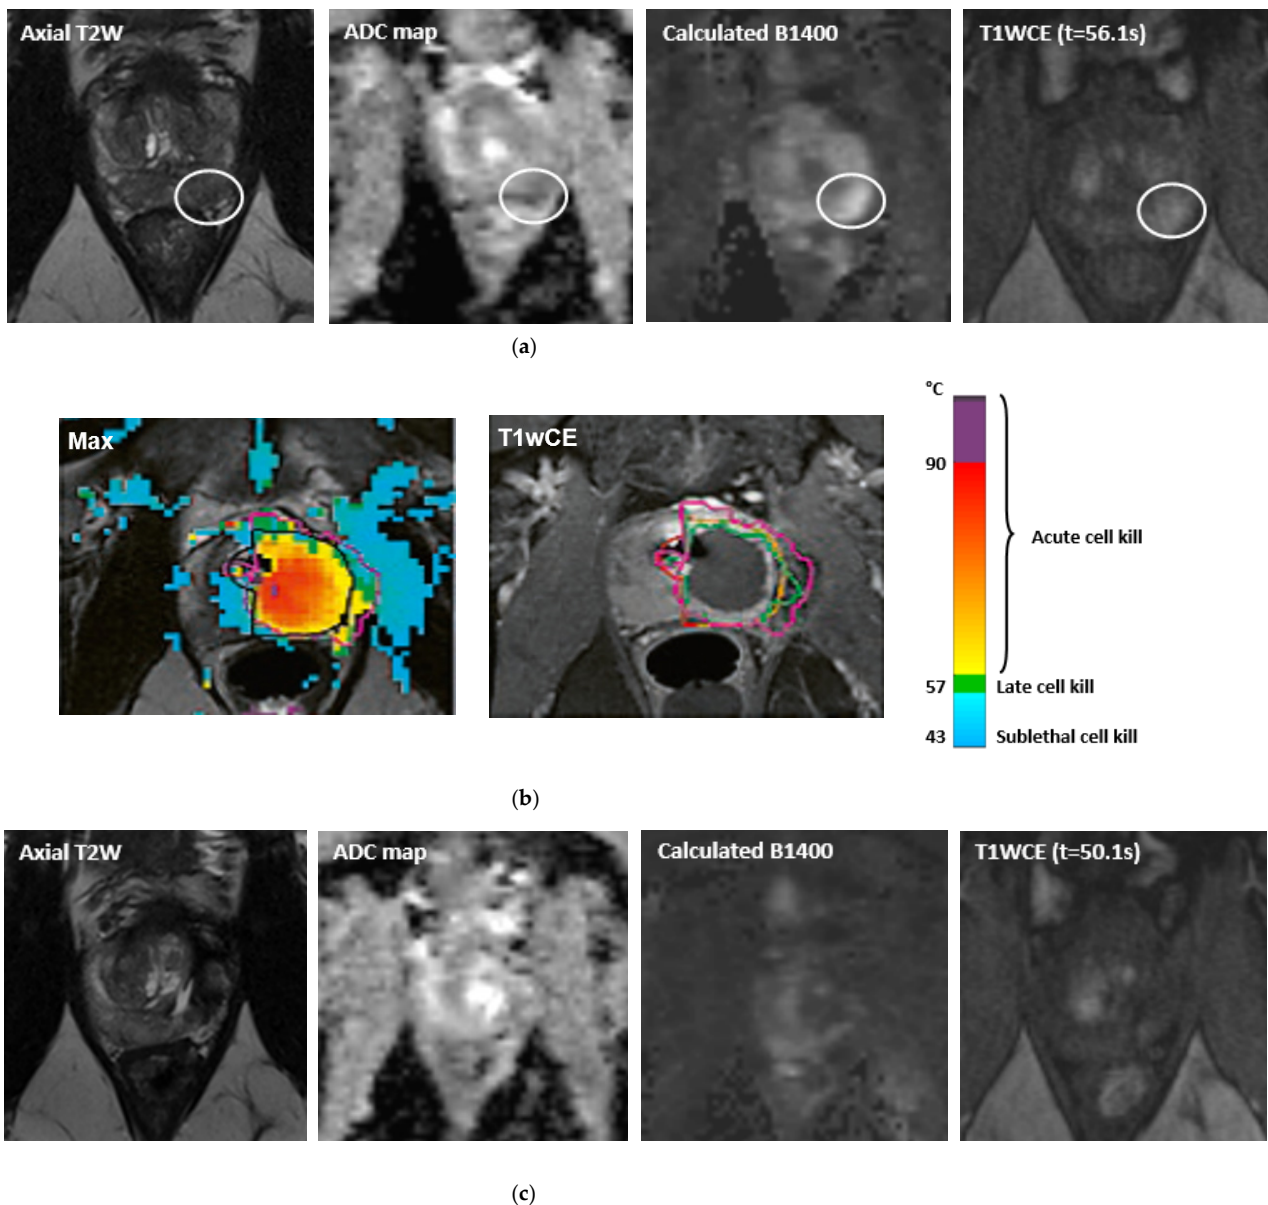 Axial T2W
ADC map
Calculated B1400
T1WCE (t=56.1s)
(a)
°C
Max
T1wCE
90
Acute cell kill
57
Late cell kill
43
Sublethal cell kill
(b)
Axial T2W
ADC map
Calculated B1400
T1WCE (t=50.1s)
(c)